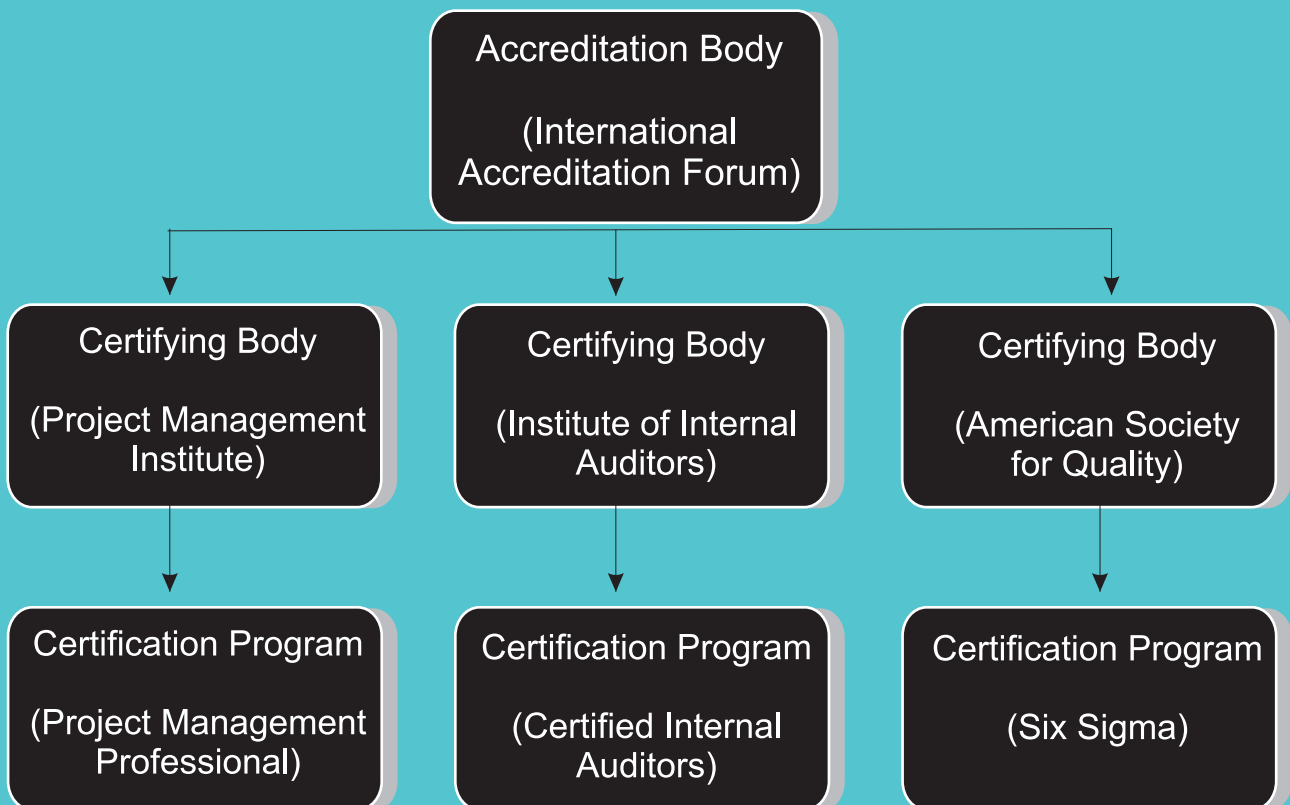 Accreditation Body
(International
Accreditation Forum)
Certifying Body
(Project Management
Institute)
Certifying Body
(Institute of Internal
Auditors)
Certifying Body
(American Society
for Quality)
Certification Program
(Project Management
Professional)
Certification Program
(Certified Internal
Auditors)
Certification Program
(Six Sigma)